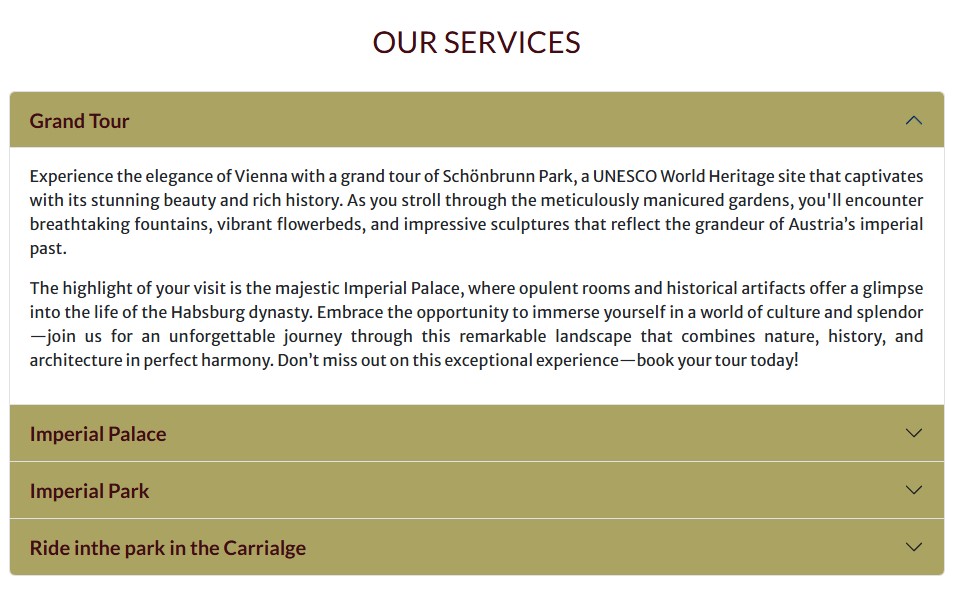 OUR SERVICES
Grand Tour
Experience the elegance of Vienna with a grand tour of Schönbrunn Park, a UNESCO World Heritage site that captivates
with its stunning beauty and rich history. As you stroll through the meticulously manicured gardens, you'll encounter
breathtaking fountains, vibrant flowerbeds, and impressive sculptures that reflect the grandeur of Austria’s imperial
past.
The highlight of your visit is the majestic Imperial Palace, where opulent rooms and historical artifacts offer a glimpse
into the life of the Habsburg dynasty. Embrace the opportunity to immerse yourself in a world of culture and splendor
—join us for an unforgettable journey through this remarkable landscape that combines nature, history, and
architecture in perfect harmony. Don’t miss out on this exceptional experience—book your tour today!
Imperial Palace
Imperial Park
Ride inthe park in the Carrialge